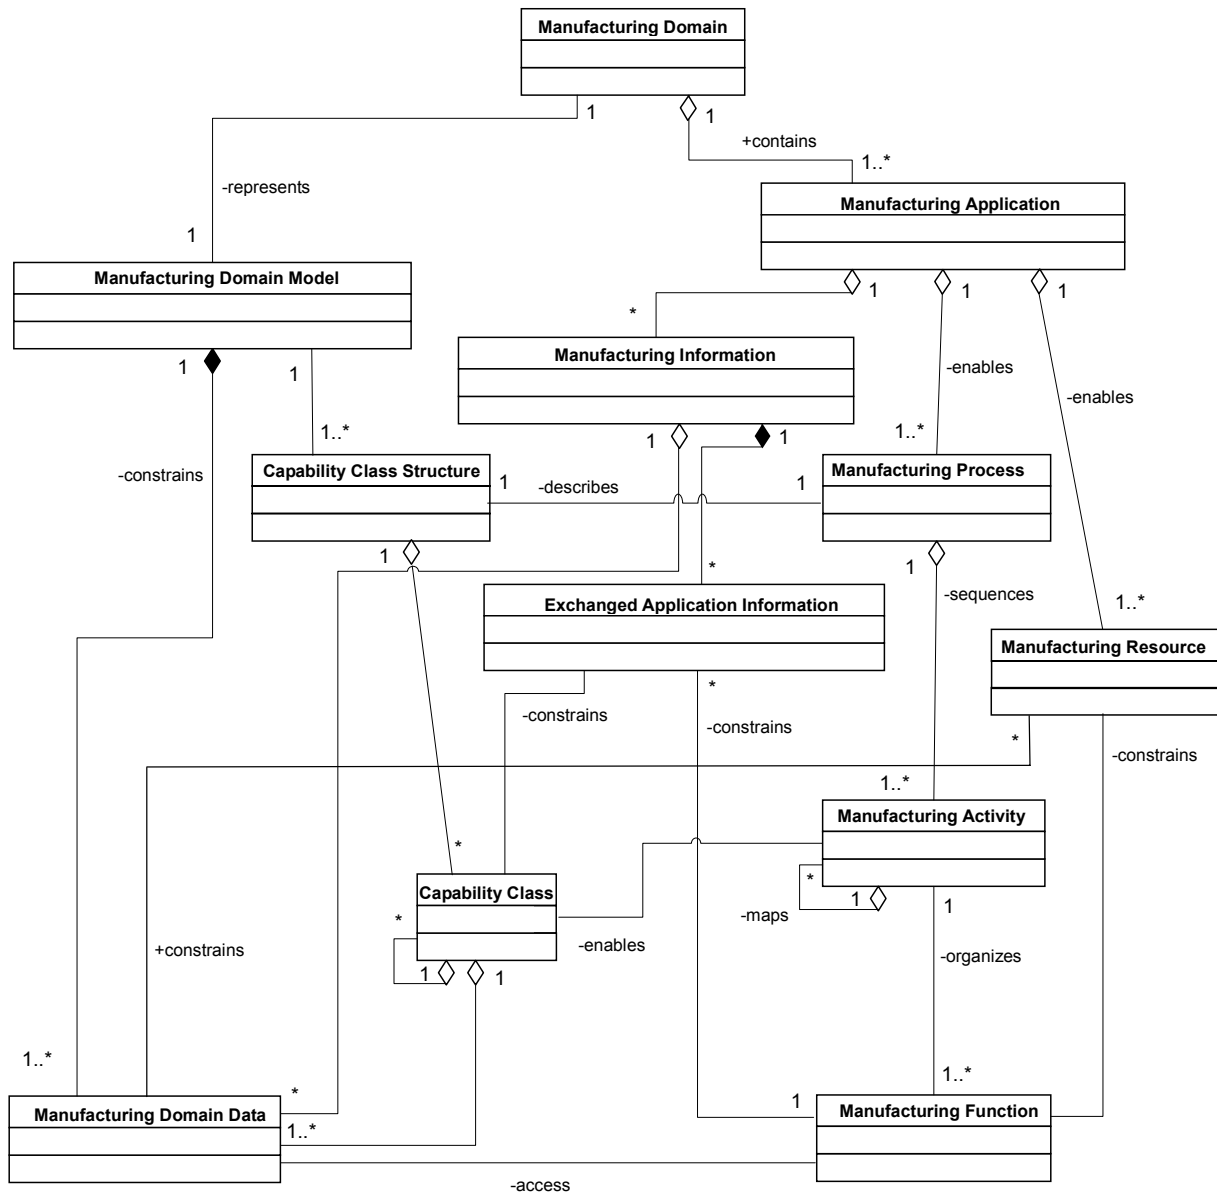 Manufacturing Domain
1
1
+contains
1..*
-represents
Manufacturing Application
1
Manufacturing Domain Model
1
1
1
*
Manufacturing Information
1
1
-enables
-enables
1..*
1..*
1
1
Capability Class Structure
Manufacturing Process
-constrains
1
-describes
1
1
1
*
-sequences
Exchanged Application Information
1..*
Manufacturing Resource
*
-constrains
-constrains
*
-constrains
1..*
Manufacturing Activity
*
*
Capability Class
1
1
*
-maps
-enables
+constrains
-organizes
1
1
1..*
1..*
*
1
Manufacturing Domain Data
Manufacturing Function
1..*
-access